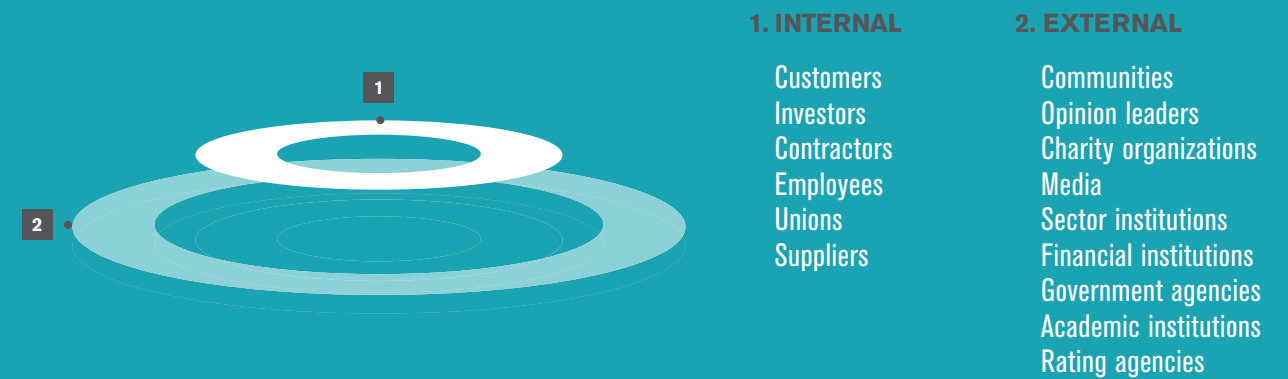 1
2
1. INTERNAL
Customers
Investors
Contractors
Employees
Unions
Suppliers
2. EXTERNAL
Communities
Opinion leaders
Charity organizations
Media
Sector institutions
Financial institutions
Government agencies
Academic institutions
Rating agencies